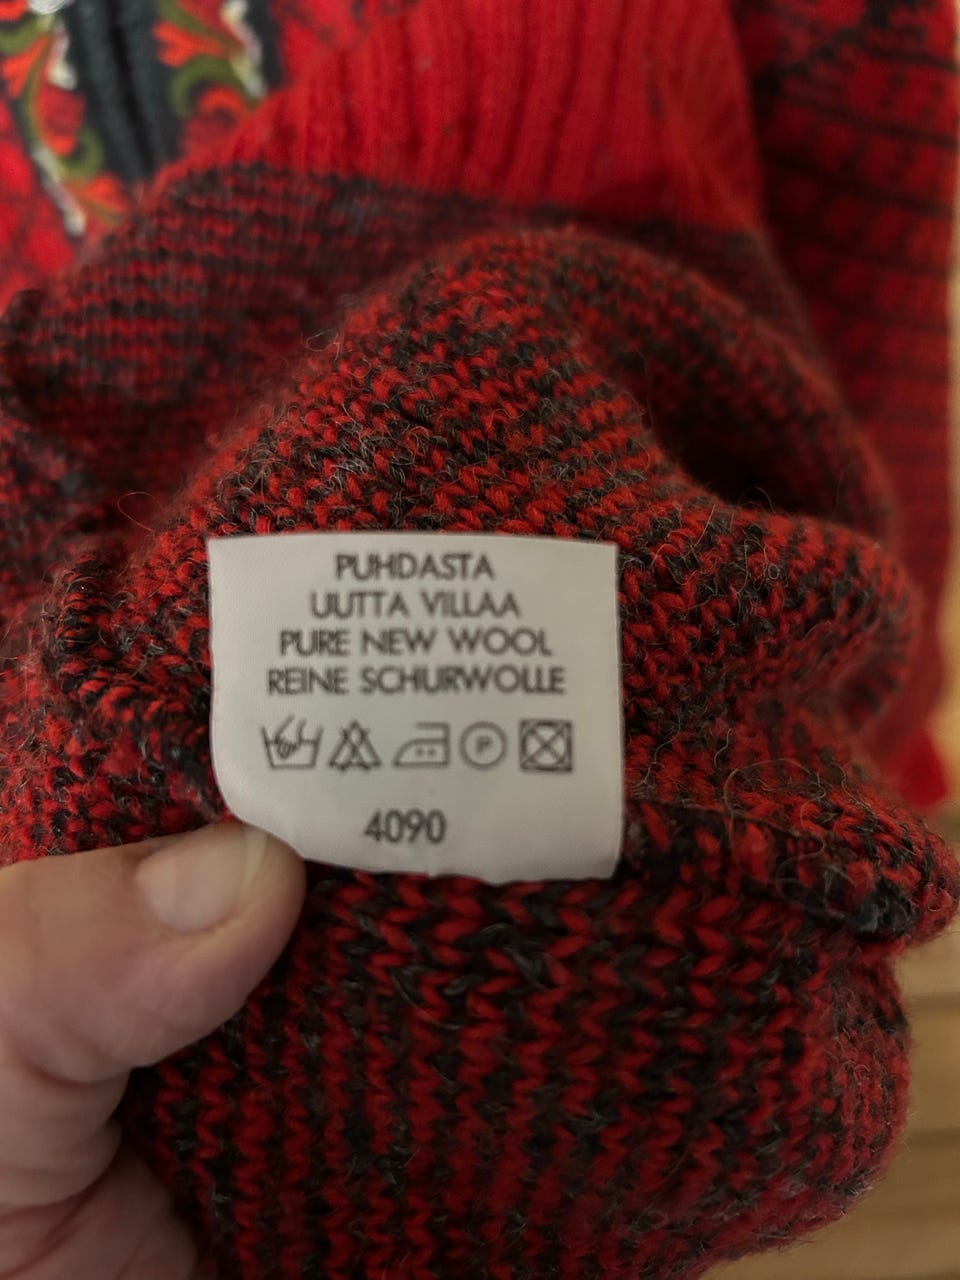 PUHDASTA
UUTTA VILLAA
PURE NEW WOOL
REINE SCHURWOLLE
P
4090